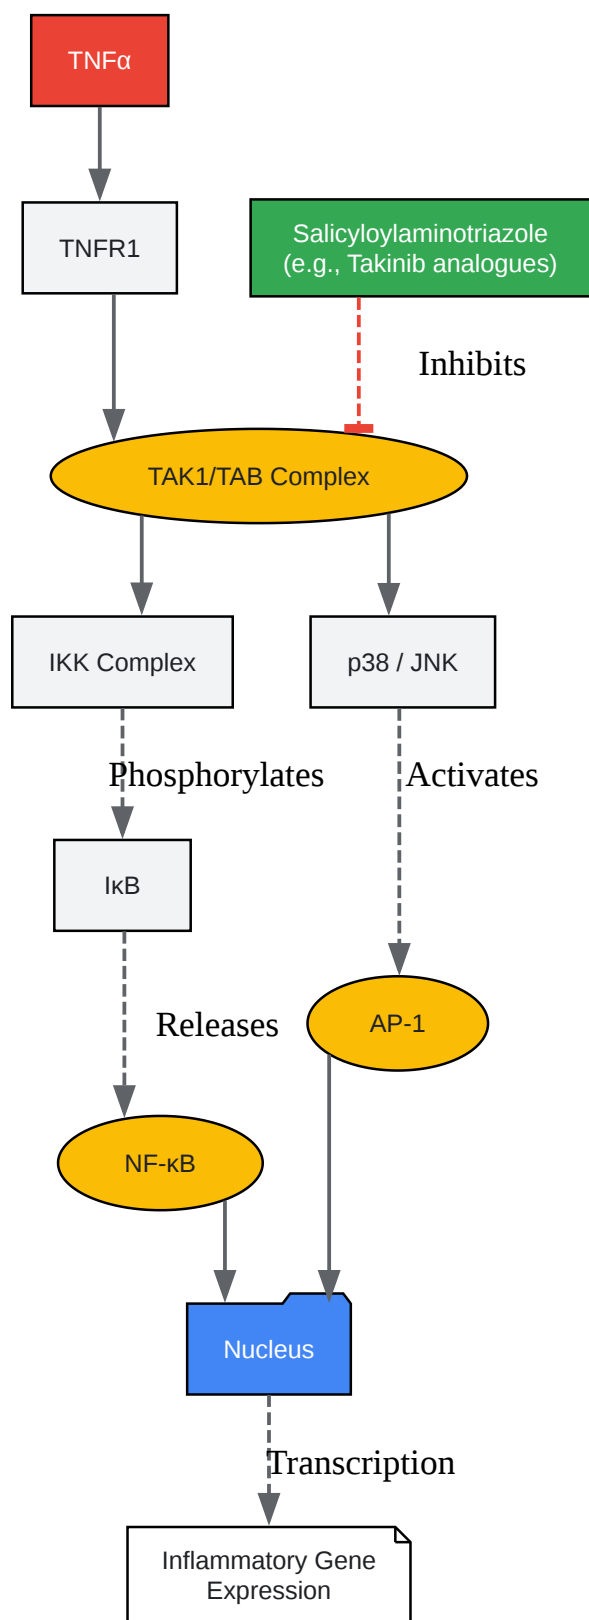 TNFα
TNFR1
Salicyloylaminotriazole
(e.g., Takinib analogues)
Inhibits
TAK1/TAB Complex
IKK Complex
p38 / JNK
Phosphorylates
Activates
IκB
Releases
AP-1
NF-κB
Nucleus
Transcription
Inflammatory Gene
Expression